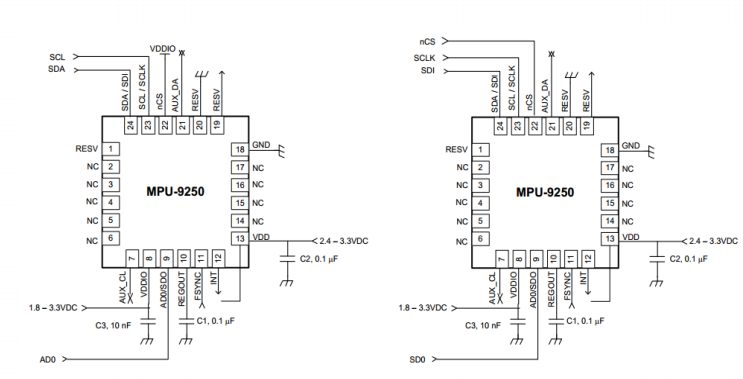 SCL
SDA
VDDIO
SDA / SDI
SCL / SCLK
nCS
AUX_DA
RESV
RESV
24 23 22 21 20 19
RESV 1
NC 2
NC 3
NC 4
NC 5
NC 6
MPU-9250
18 GND
17 NC
16 NC
15 NC
14 NC
13 VDD
2.4 – 3.3VDC
C2, 0.1 μF
7 8 9 10 11 12
AUX_CL
VDDIO
AD0/SDO
REGOUT
FSYNC
INT
1.8 – 3.3VDC
C3, 10 nF
C1, 0.1 μF
AD0
nCS
SCLK
SDI
SDA / SDI
SCL / SCLK
nCS
AUX_DA
RESV
RESV
24 23 22 21 20 19
RESV 1
NC 2
NC 3
NC 4
NC 5
NC 6
MPU-9250
18 GND
17 NC
16 NC
15 NC
14 NC
13 VDD
2.4 – 3.3VDC
C2, 0.1 μF
7 8 9 10 11 12
AUX_CL
VDDIO
AD0/SDO
REGOUT
FSYNC
INT
1.8 – 3.3VDC
C3, 10 nF
C1, 0.1 μF
SD0